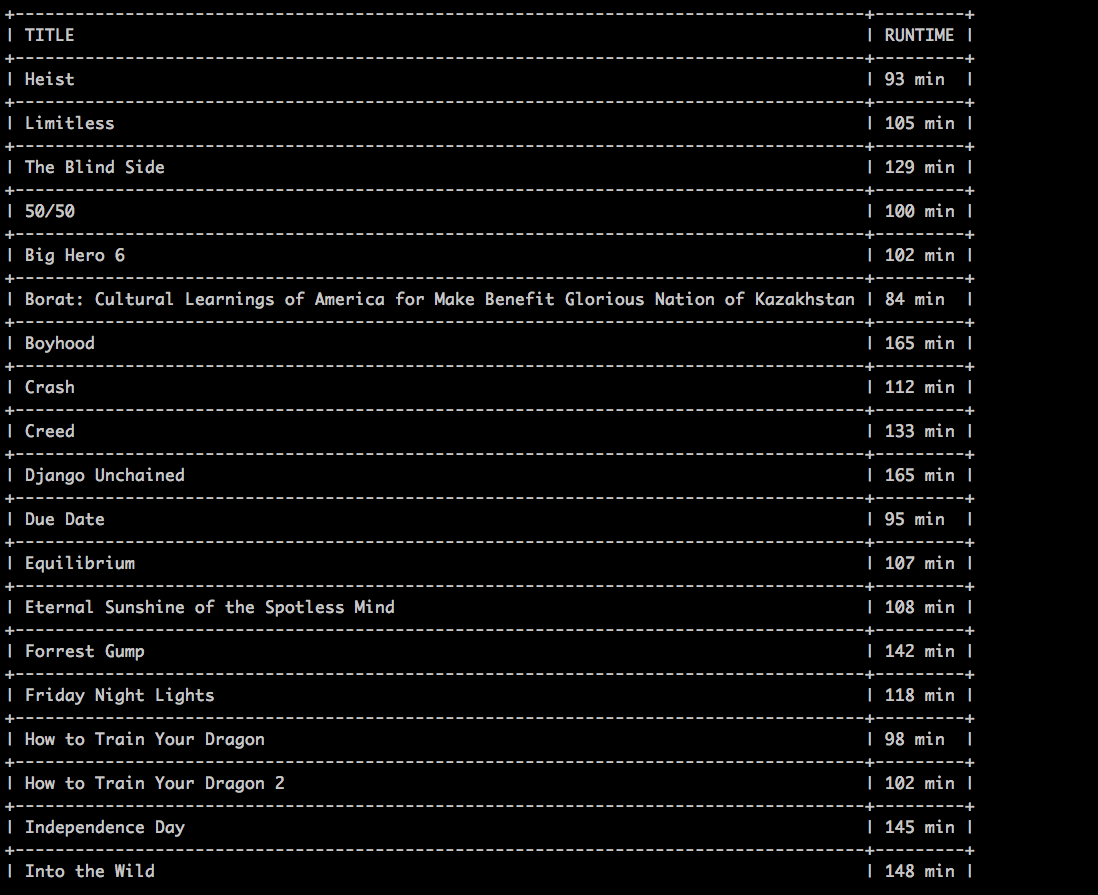 TITLE RUNTIME
Heist 93 min
Limitless 105 min
The Blind Side 129 min
50/50 100 min
Big Hero 6 102 min
Borat: Cultural Learnings of America for Make Benefit Glorious Nation of Kazakhstan 84 min
Boyhood 165 min
Crash 112 min
Creed 133 min
Django Unchained 165 min
Due Date 95 min
Equilibrium 107 min
Eternal Sunshine of the Spotless Mind 108 min
Forrest Gump 142 min
Friday Night Lights 118 min
How to Train Your Dragon 98 min
How to Train Your Dragon 2 102 min
Independence Day 145 min
Into the Wild 148 min